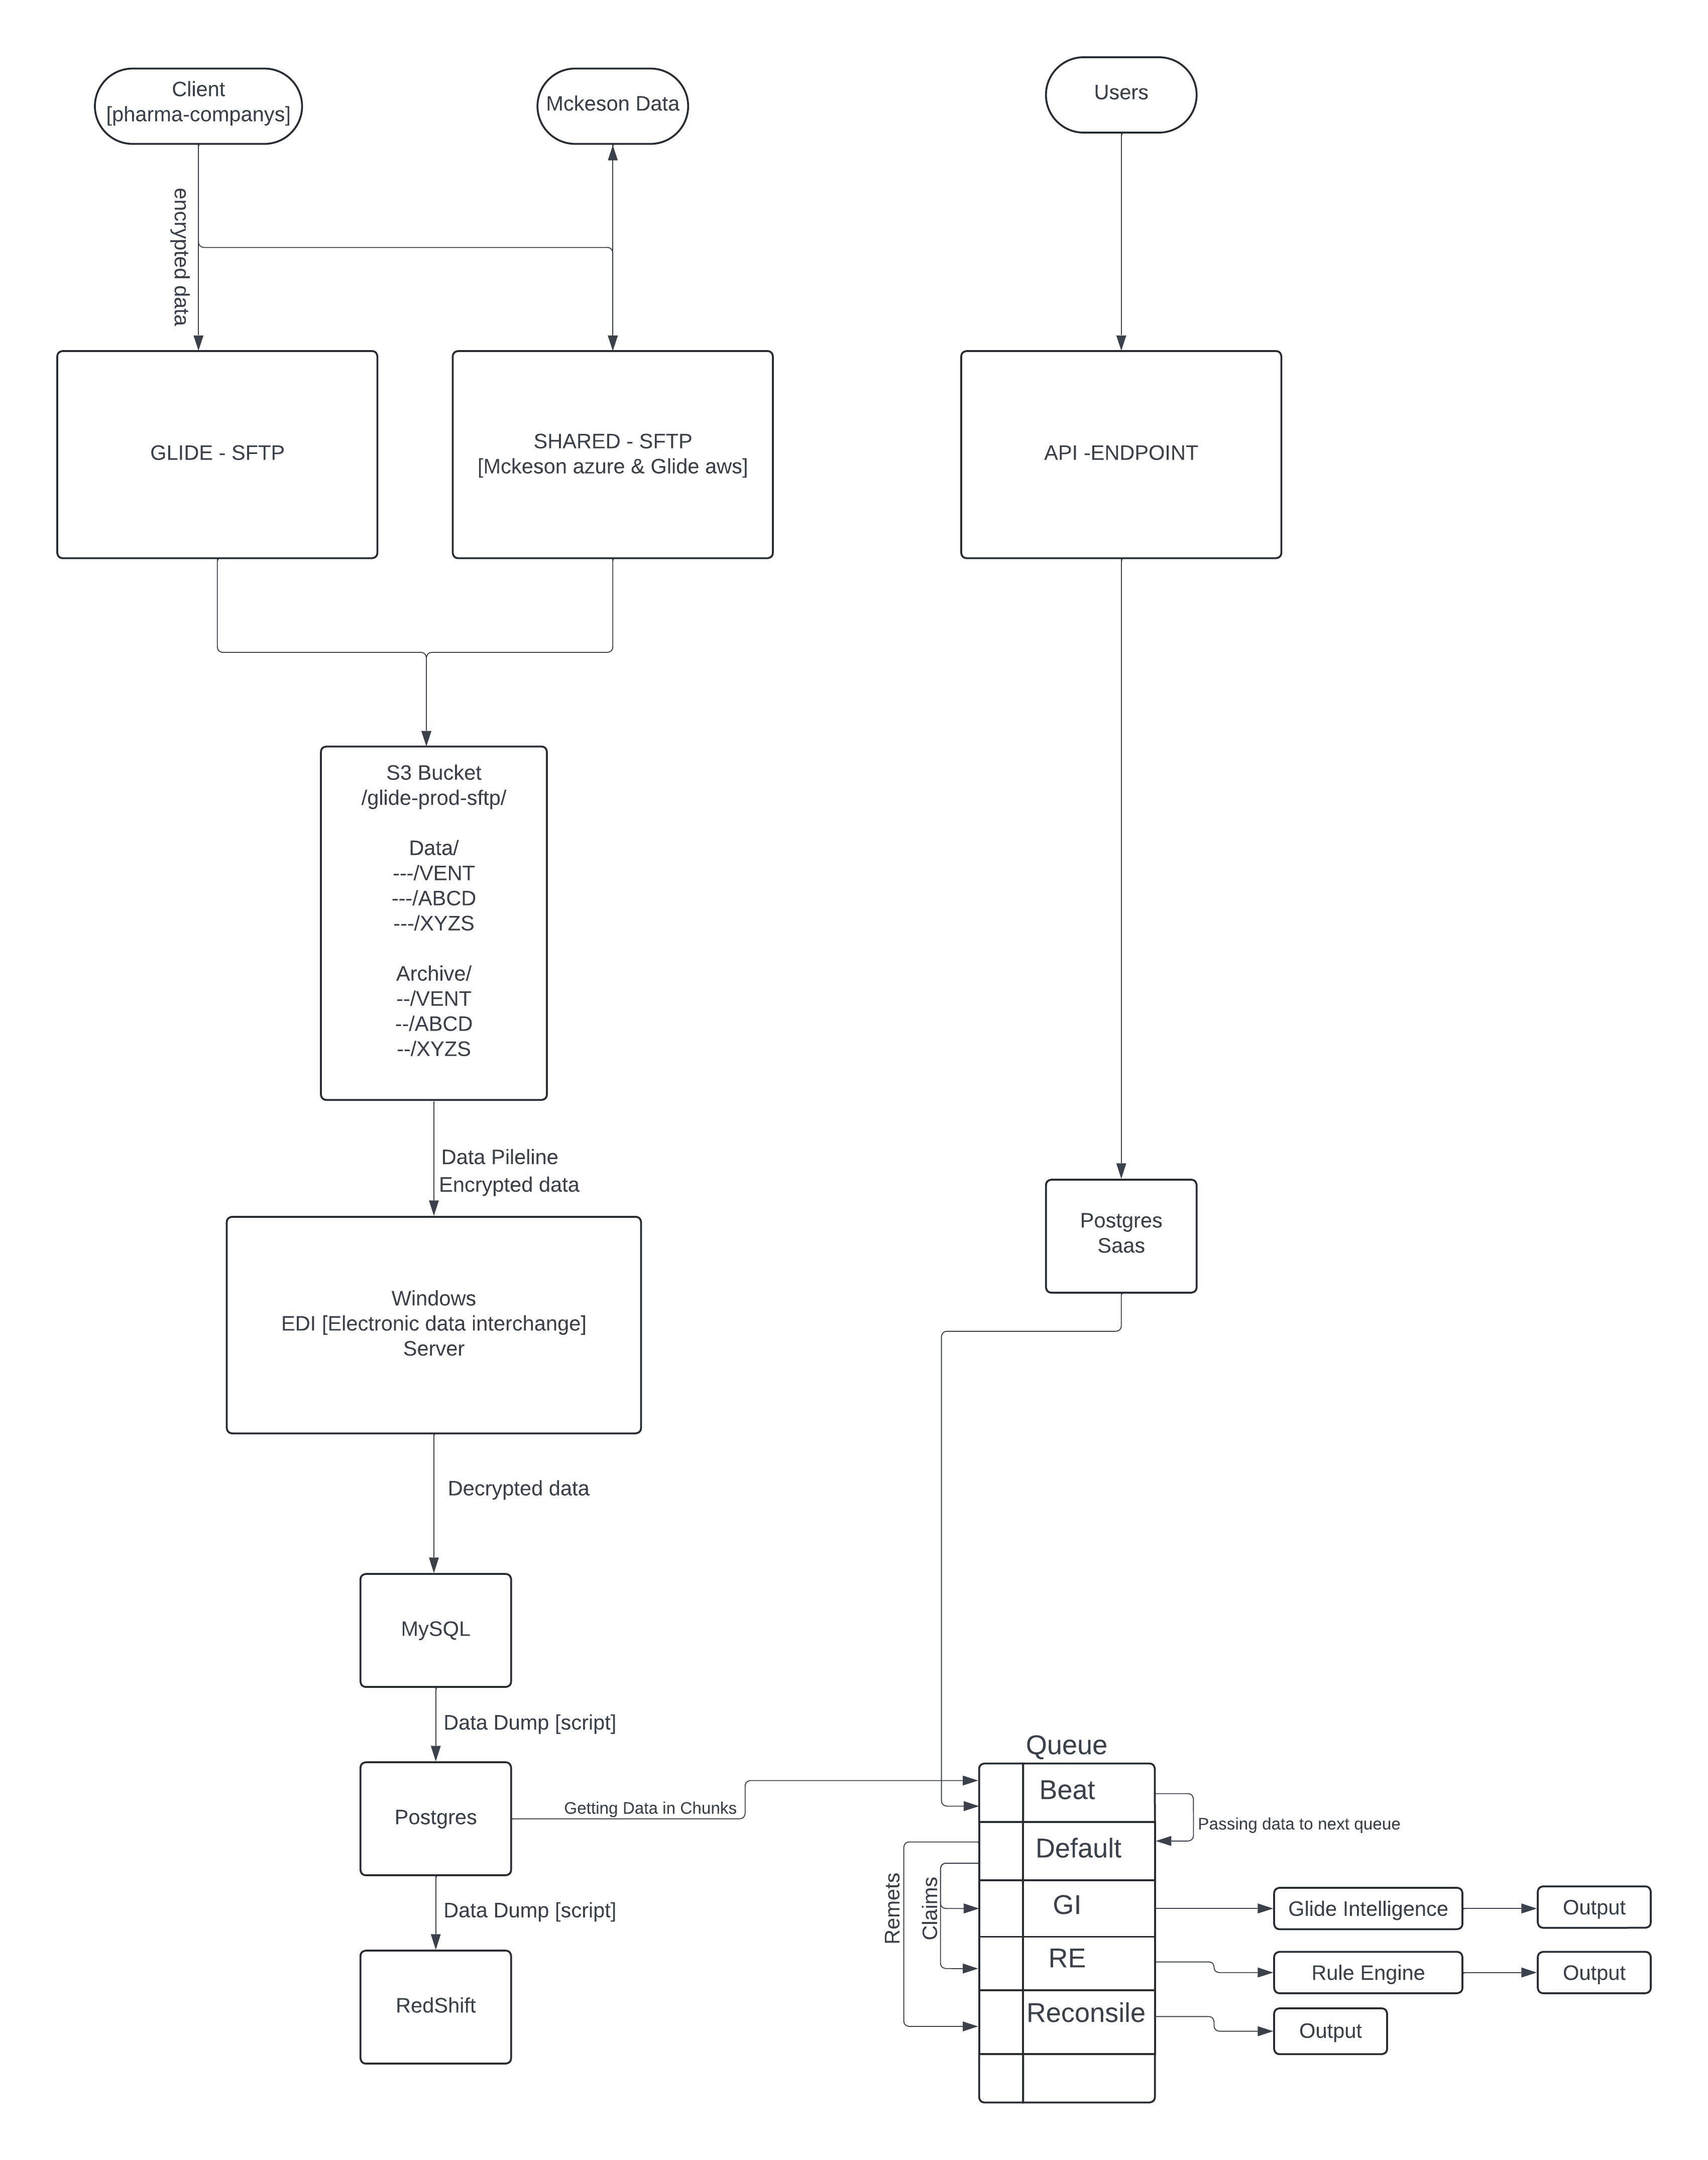 Client
[pharma-companys]
Mckeson Data
Users
encrypted data
GLIDE - SFTP
SHARED - SFTP
[Mckeson azure & Glide aws]
API -ENDPOINT
S3 Bucket
/glide-prod-sftp/
Data/
---/VENT
---/ABCD
---/XYZS
Archive/
--/VENT
--/ABCD
--/XYZS
Data Pileline
Encrypted data
Postgres
Saas
Windows
EDI [Electronic data interchange]
Server
Decrypted data
MySQL
Data Dump [script]
Postgres
Getting Data in Chunks
Data Dump [script]
RedShift
Queue
Beat
Passing data to next queue
Default
Remets
Claims
GI
Glide Intelligence
Output
RE
Rule Engine
Output
Reconsile
Output